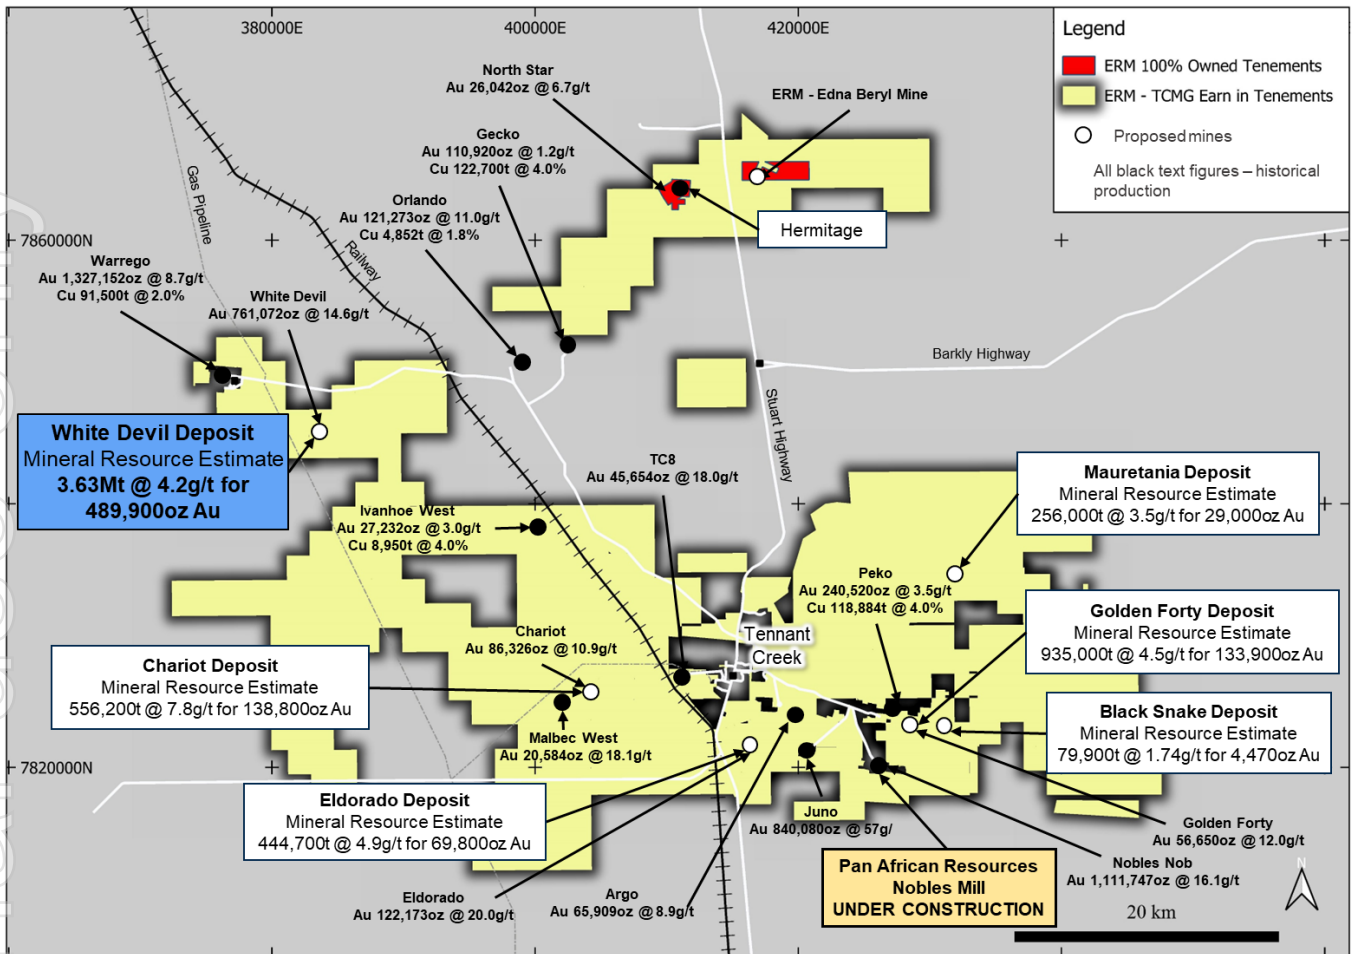 380000E
400000E
420000E
Legend
ERM 100% Owned Tenements
ERM - TCMG Earn in Tenements
Proposed mines
All black text figures – historical
production
North Star
Au 26,042oz @ 6.7g/t
ERM - Edna Beryl Mine
Gecko
Au 110,920oz @ 1.2g/t
Cu 122,700t @ 4.0%
Orlando
Au 121,273oz @ 11.0g/t
Cu 4,852t @ 1.8%
Hermitage
Gas Pipeline
Railway
7860000N
Warrego
Au 1,327,152oz @ 8.7g/t
Cu 91,500t @ 2.0%
White Devil
Au 761,072oz @ 14.6g/t
Barkly Highway
Stuart Highway
White Devil Deposit
Mineral Resource Estimate
3.63Mt @ 4.2g/t for
489,900oz Au
TC8
Au 45,654oz @ 18.0g/t
Mauretania Deposit
Mineral Resource Estimate
256,000t @ 3.5g/t for 29,000oz Au
Ivanhoe West
Au 27,232oz @ 3.0g/t
Cu 8,950t @ 4.0%
Peko
Au 240,520oz @ 3.5g/t
Cu 118,884t @ 4.0%
Golden Forty Deposit
Mineral Resource Estimate
935,000t @ 4.5g/t for 133,900oz Au
Tennant
Creek
Chariot
Au 86,326oz @ 10.9g/t
Chariot Deposit
Mineral Resource Estimate
556,200t @ 7.8g/t for 138,800oz Au
Black Snake Deposit
Mineral Resource Estimate
79,900t @ 1.74g/t for 4,470oz Au
Malbec West
Au 20,584oz @ 18.1g/t
7820000N
Eldorado Deposit
Mineral Resource Estimate
444,700t @ 4.9g/t for 69,800oz Au
Juno
Au 840,080oz @ 57g/
Golden Forty
Au 56,650oz @ 12.0g/t
Pan African Resources
Nobles Mill
UNDER CONSTRUCTION
Nobles Nob
Au 1,111,747oz @ 16.1g/t
Eldorado
Au 122,173oz @ 20.0g/t
Argo
Au 65,909oz @ 8.9g/t
N
20 km